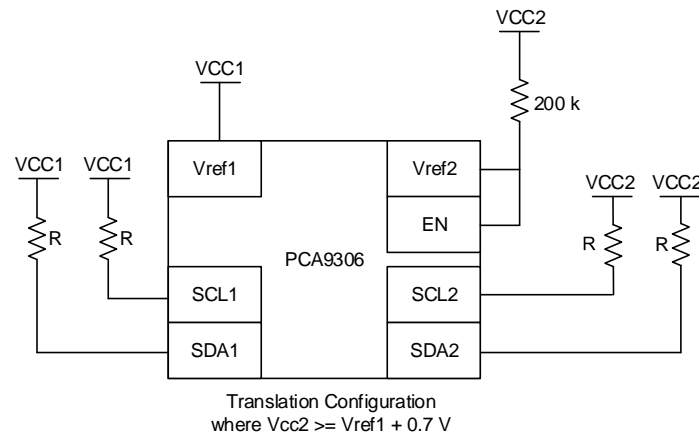 VCC2
VCC1
200 k
VCC1 VCC1
Vref1 Vref2
VCC2 VCC2
EN
R R
R R
PCA9306
SCL1 SCL2
SDA1 SDA2
Translation Configuration
where Vcc2 >= Vref1 + 0.7 V